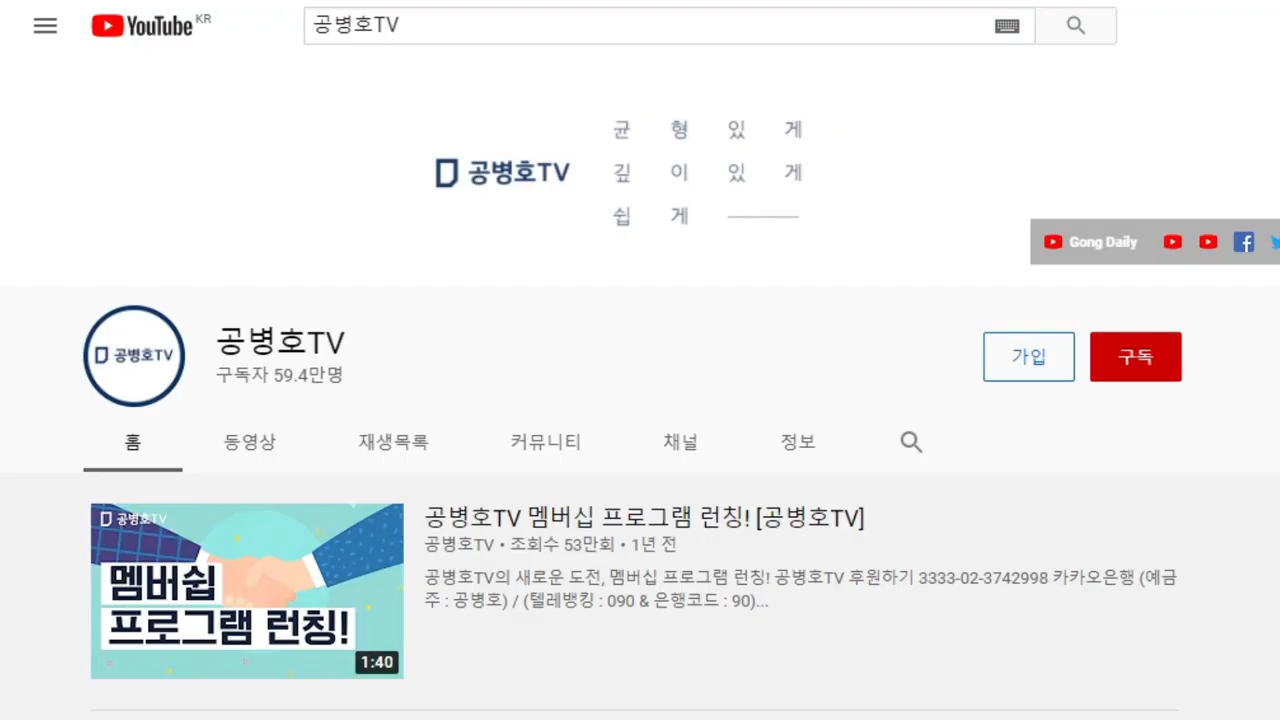 YouTube KR
공병호TV
균 형 있 게
공병호TV
깊 이 있 게
쉽 게
Gong Daily
공병호TV
공병호TV
구독자 59.4만명
가입
구독
홈
동영상
재생목록
커뮤니티
채널
정보
공병호TV
멤버쉽
프로그램 런칭!
1:40
공병호TV 멤버십 프로그램 런칭! [공병호TV]
공병호TV • 조회수 53만회 • 1년 전
공병호TV의 새로운 도전, 멤버십 프로그램 런칭! 공병호TV 후원하기 3333-02-3742998 카카오은행 (예금
주 : 공병호) / (텔레뱅킹 : 090 & 은행코드 : 90)...